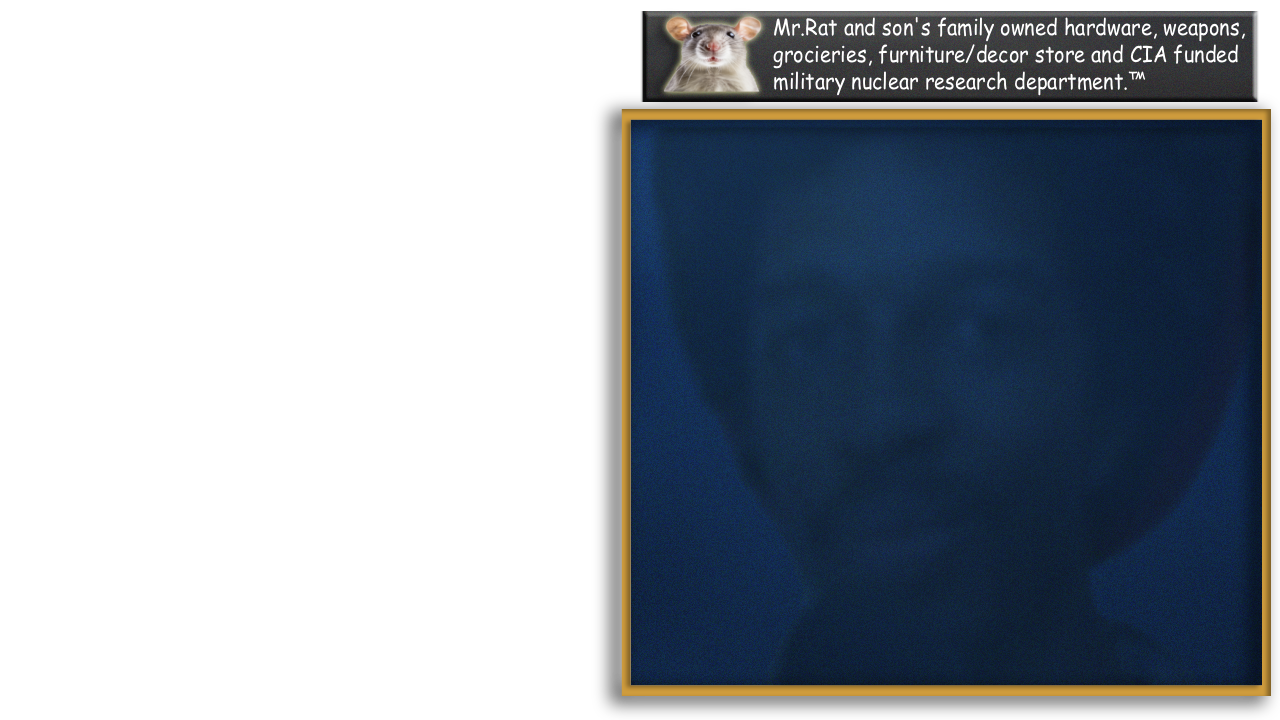 Mr.Rat and son's family owned hardware, weapons,
grocieries, furniture/decor store and CIA funded
military nuclear research department.™